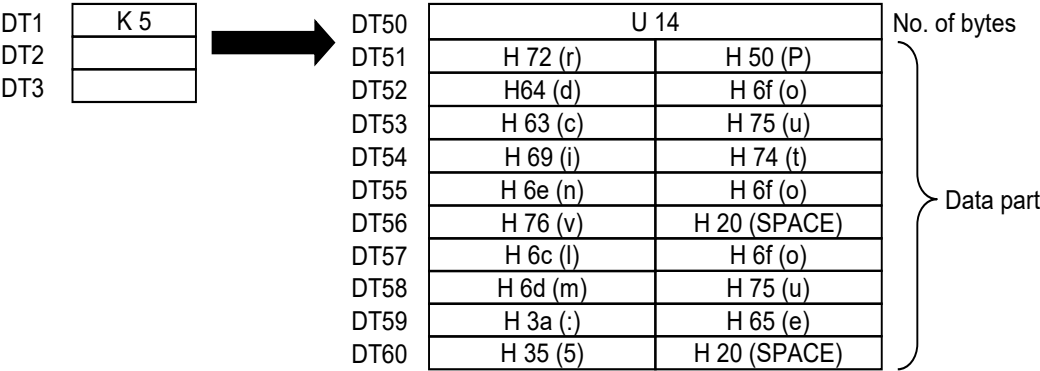 DT1 K 5
DT2
DT3
DT50 U 14 No. of bytes
DT51 H 72 (r) H 50 (P)
DT52 H64 (d) H 6f (o)
DT53 H 63 (c) H 75 (u)
DT54 H 69 (i) H 74 (t)
DT55 H 6e (n) H 6f (o)
DT56 H 76 (v) H 20 (SPACE)
DT57 H 6c (l) H 6f (o)
DT58 H 6d (m) H 75 (u)
DT59 H 3a (:) H 65 (e)
DT60 H 35 (5) H 20 (SPACE)
Data part